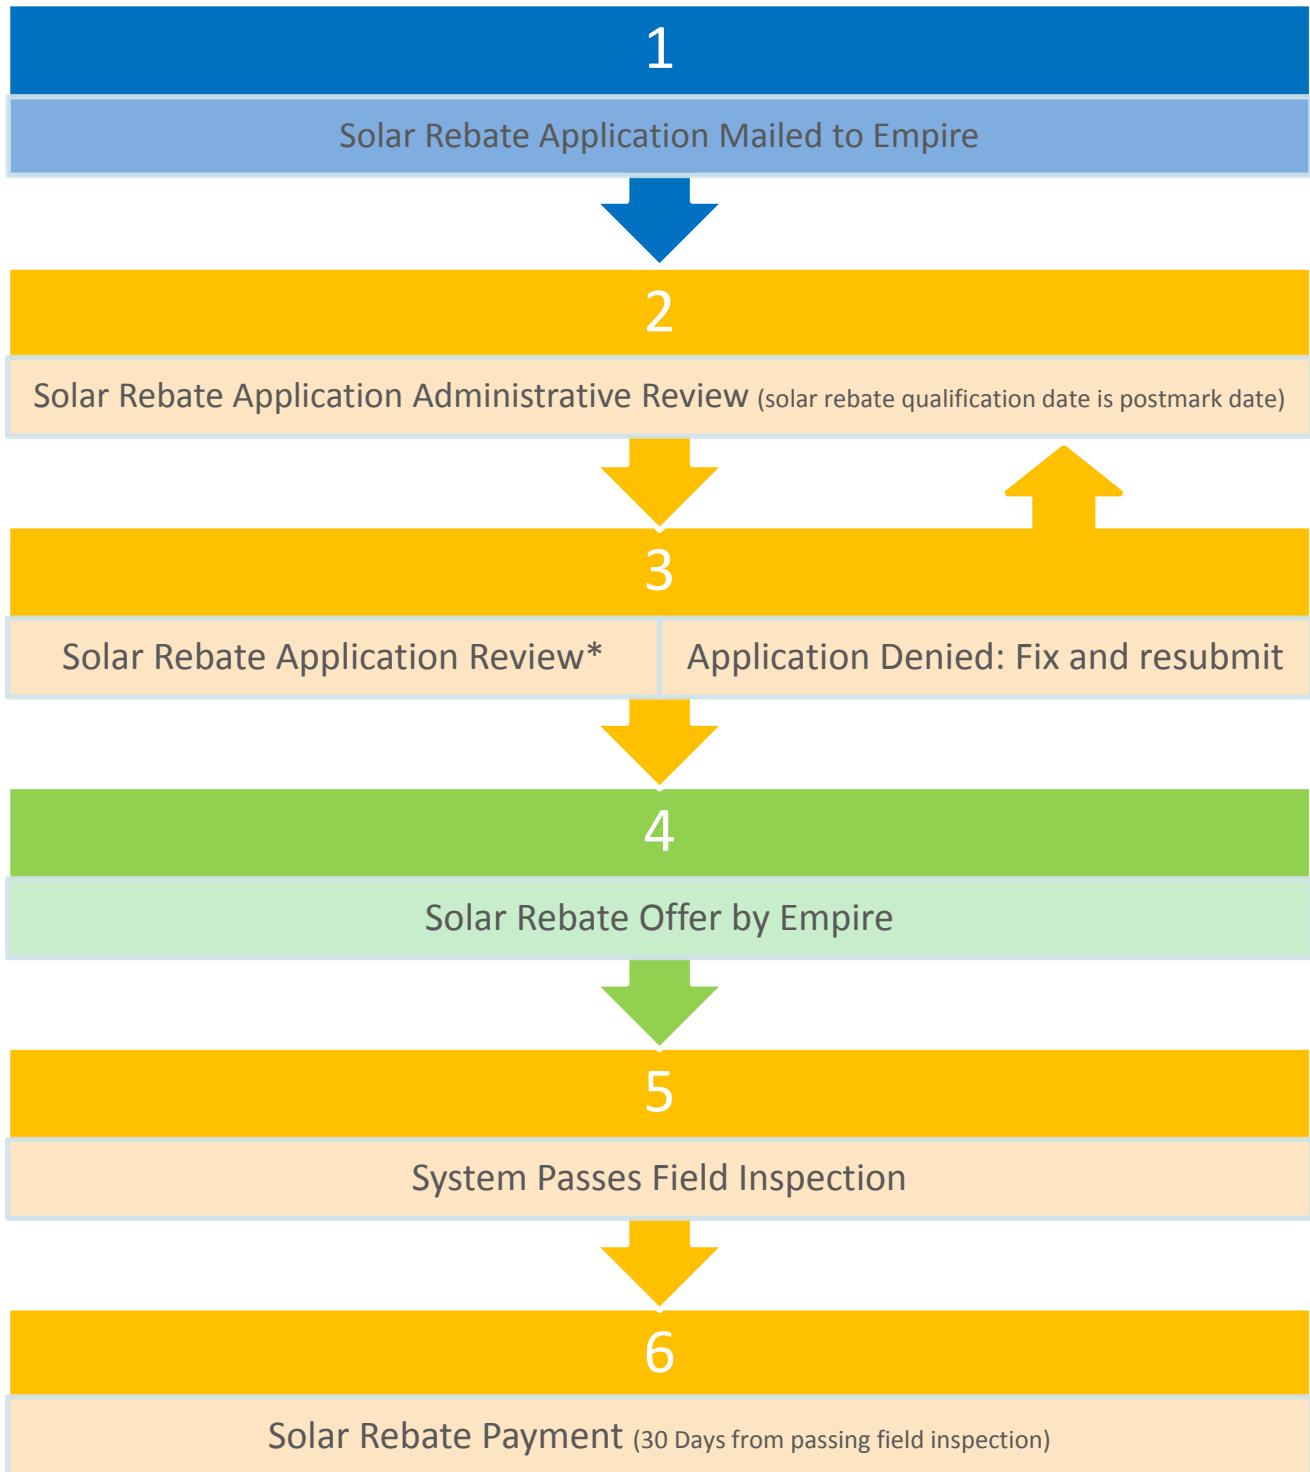 1
Solar Rebate Application Mailed to Empire
2
Solar Rebate Application Administrative Review (solar rebate qualification date is postmark date)
3
Solar Rebate Application Review*
Application Denied: Fix and resubmit
4
Solar Rebate Offer by Empire
5
System Passes Field Inspection
6
Solar Rebate Payment (30 Days from passing field inspection)